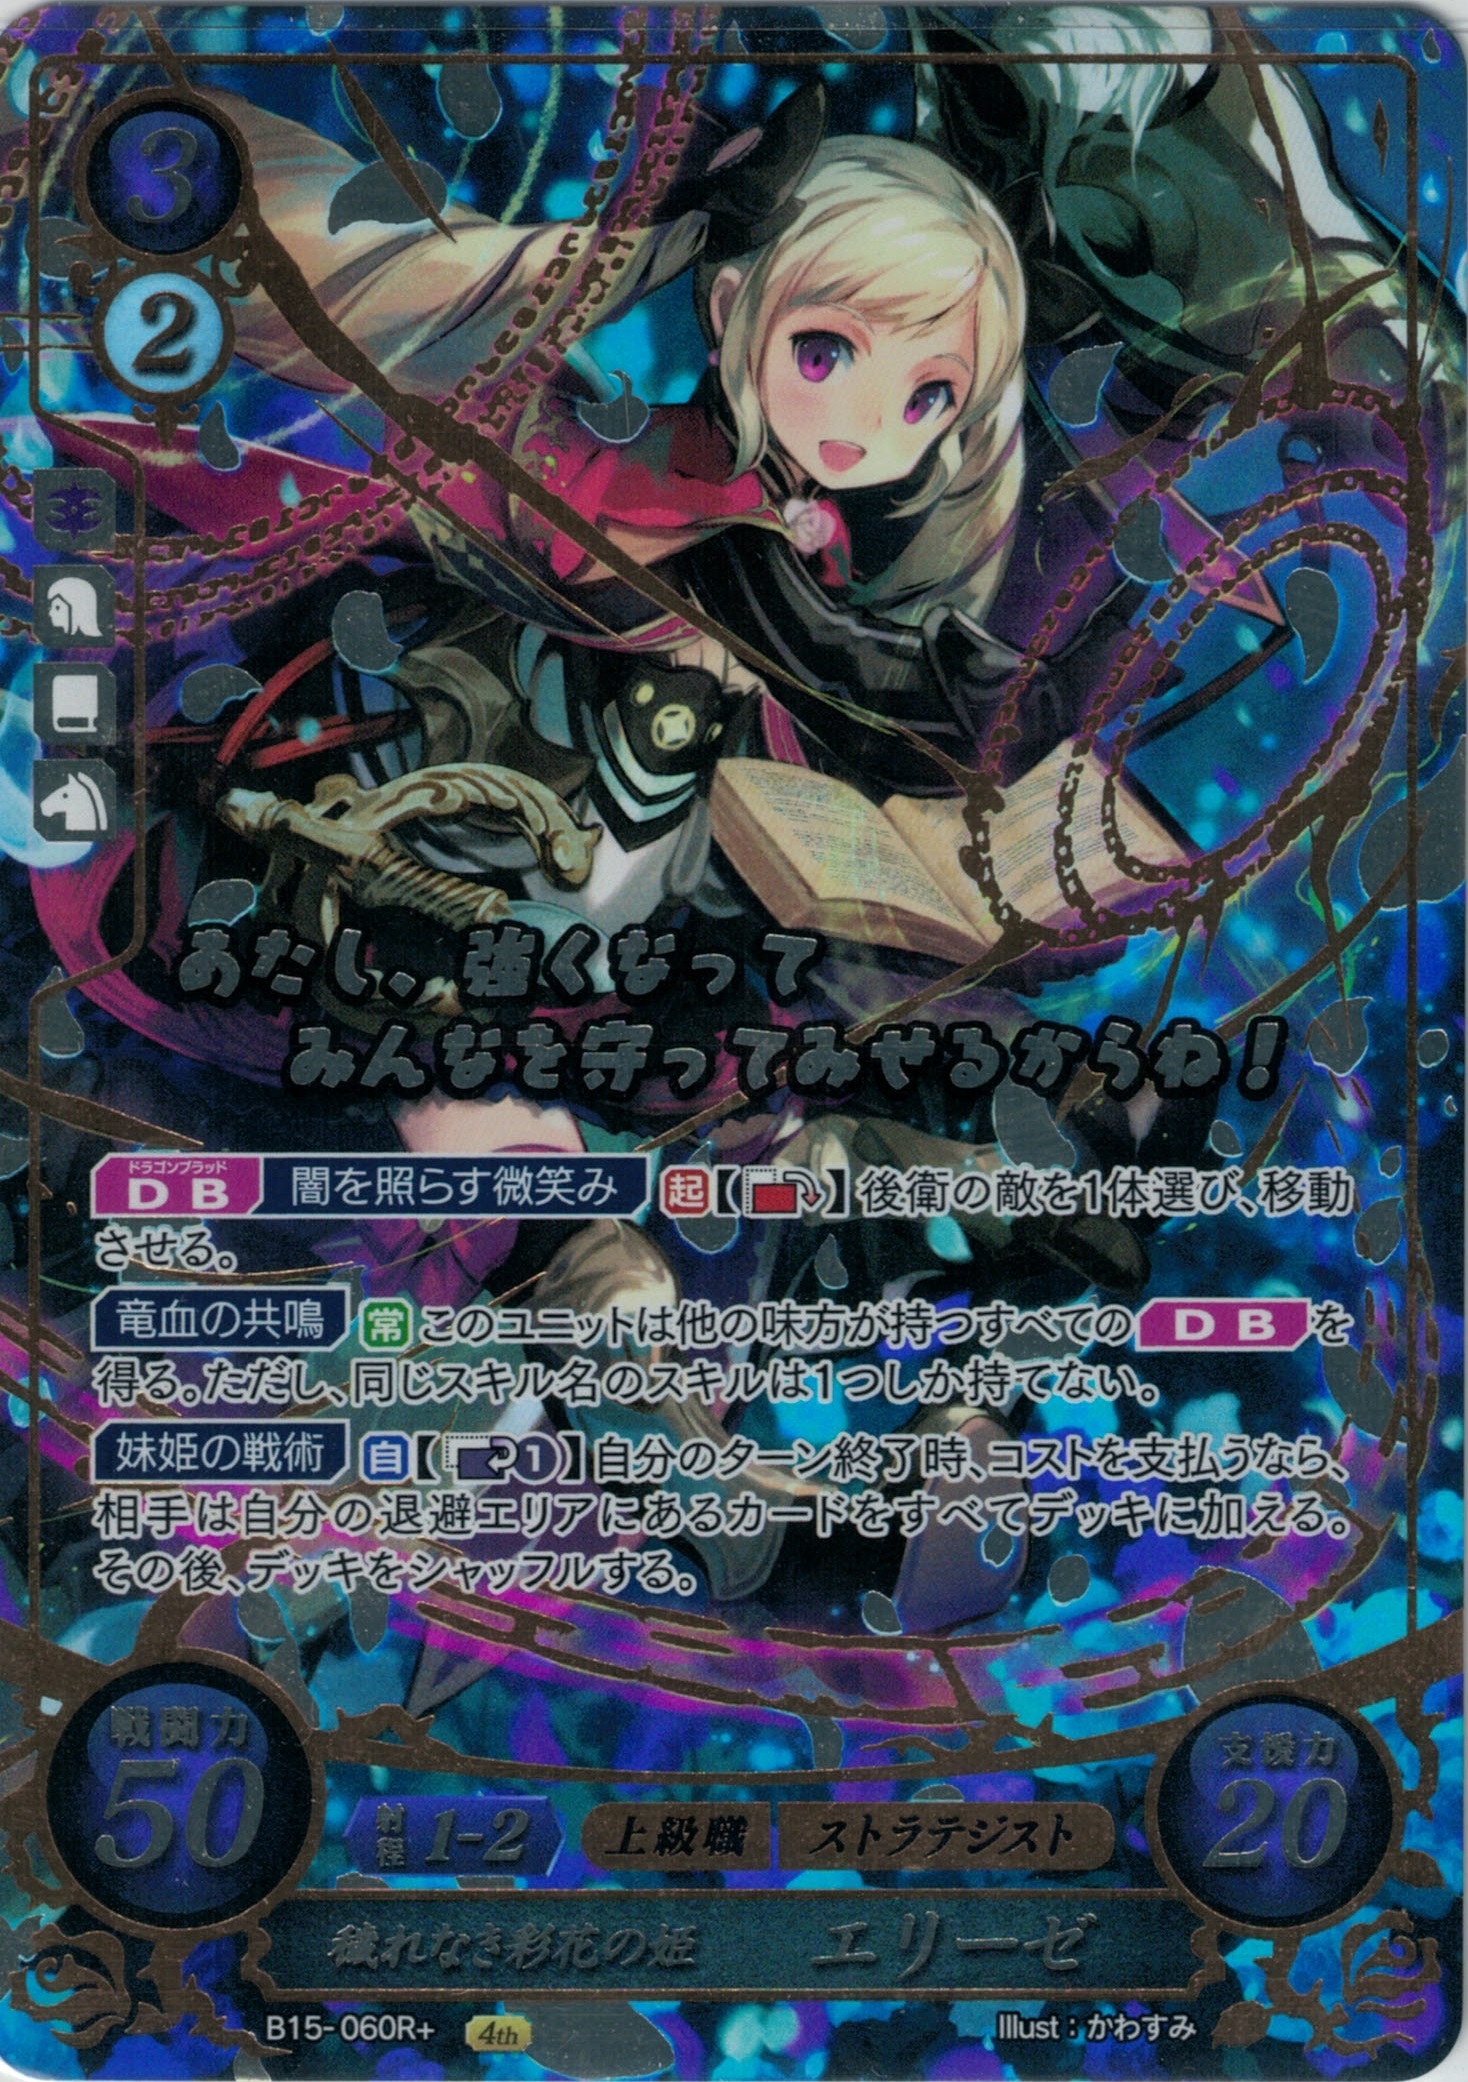 3
2
あたし、強くなって
みんなを守ってみせるからね!
ドラゴンブラッド
DB 闇を照らす微笑み 起【】後衛の敵を1体選び、移動
させる。
竜血の共鳴 常 このユニットは他の味方が持つすべてのDBを
得る。ただし、同じスキル名のスキルは1つしか持てない。
妹姫の戦術 自【1】自分のターン終了時、コストを支払うなら、
相手は自分の退避エリアにあるカードをすべてデッキに加える。
その後、デッキをシャッフルする。
戦闘力
50
射程 1-2 上級職 ストラテジスト
支援力
20
穢れなき彩花の姫 エリーゼ
B15-060R+ 4th Illust：かわすみ